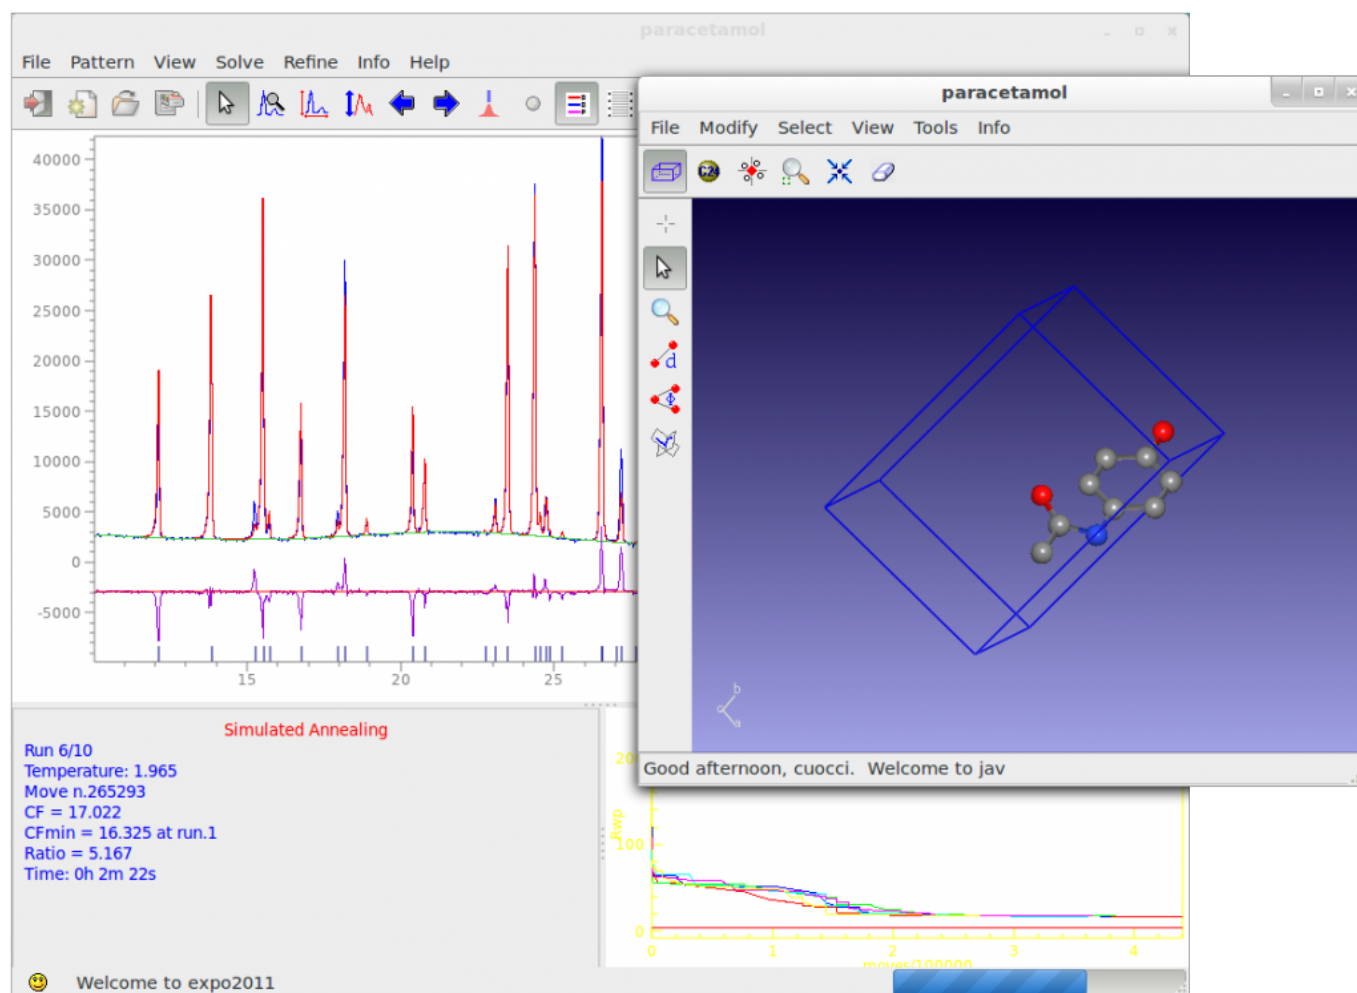 paracetamol
File Pattern View Solve Refine Info Help
paracetamol
File Modify Select View Tools Info
C24
d
Φ
40000
35000
30000
25000
20000
15000
10000
5000
0
-5000
15 20 25
b
c
a
Good afternoon, cuocci. Welcome to jav
Simulated Annealing
Run 6/10
Temperature: 1.965
Move n.265293
CF = 17.022
CFmin = 16.325 at run.1
Ratio = 5.167
Time: 0h 2m 22s
Rwp
100
0
0 1 2 3 4
moves(100000
Welcome to expo2011